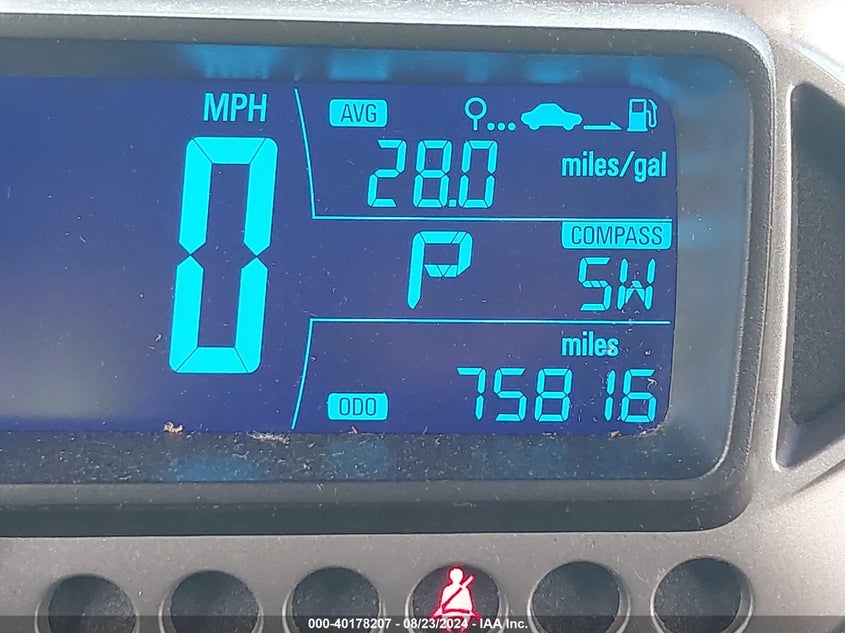 MPH
0
AVG
28.0 miles/gal
P
COMPASS
SW
miles
ODO 75816
000-40178207 - 08/23/2024 - IAA Inc.